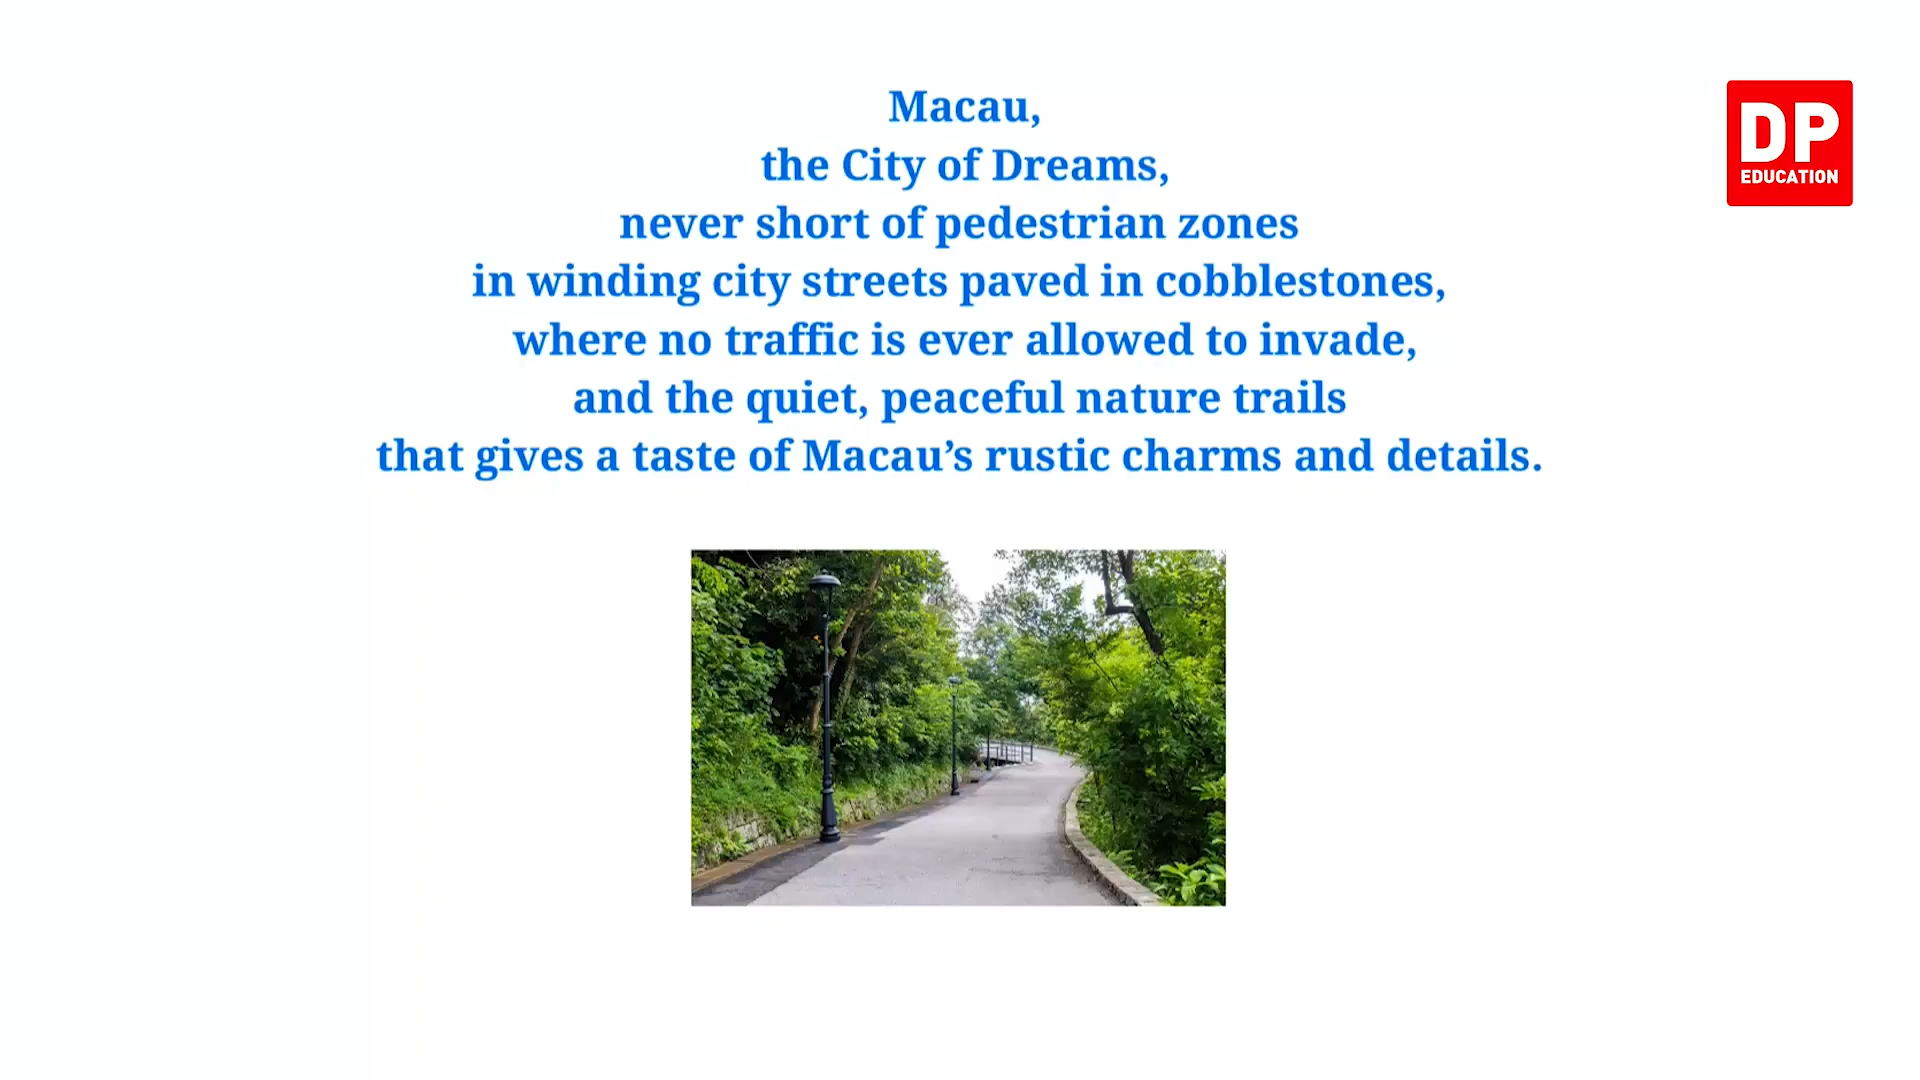 Macau,
the City of Dreams,
never short of pedestrian zones
in winding city streets paved in cobblestones,
where no traffic is ever allowed to invade,
and the quiet, peaceful nature trails
that gives a taste of Macau’s rustic charms and details.
DP
EDUCATION